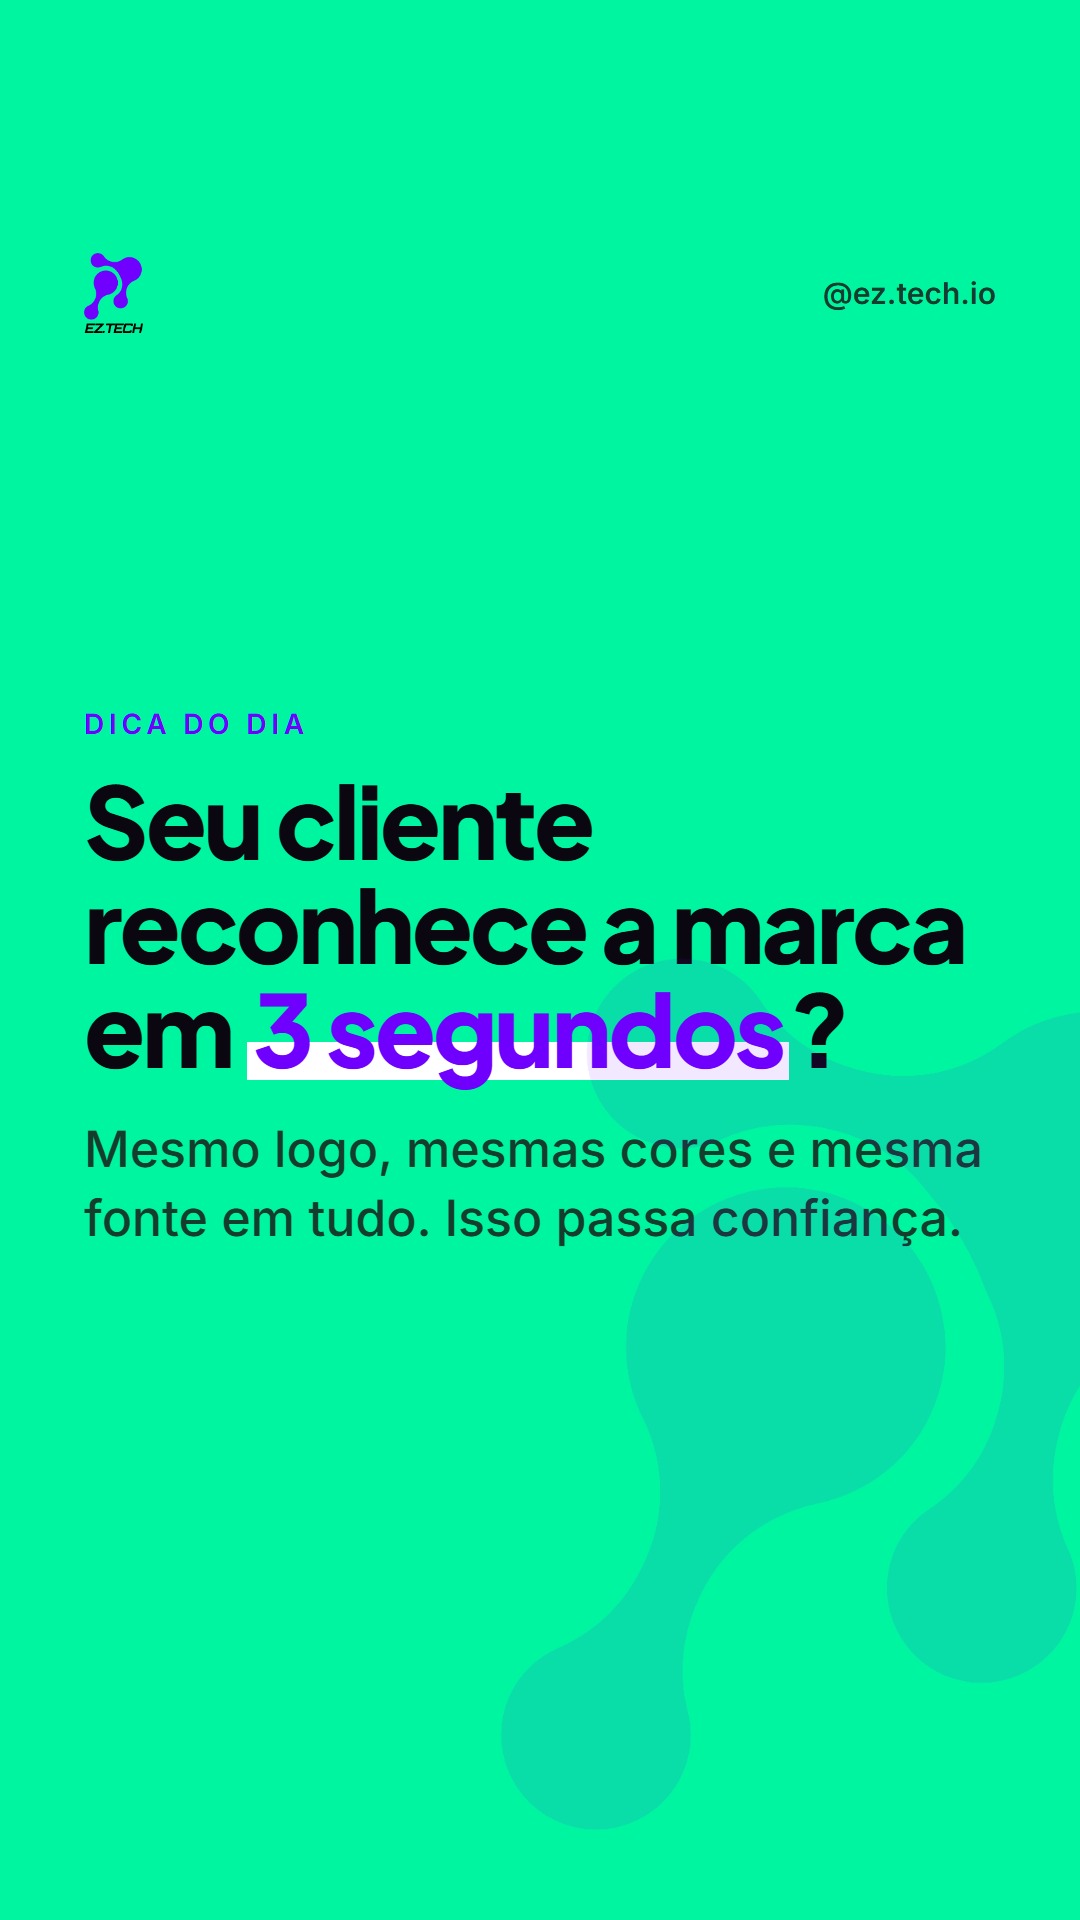 EZ.TECH
@ez.tech.io
DICA DO DIA
Seu cliente
reconhece a marca
em 3 segundos?
Mesmo logo, mesmas cores e mesma
fonte em tudo. Isso passa confiança.